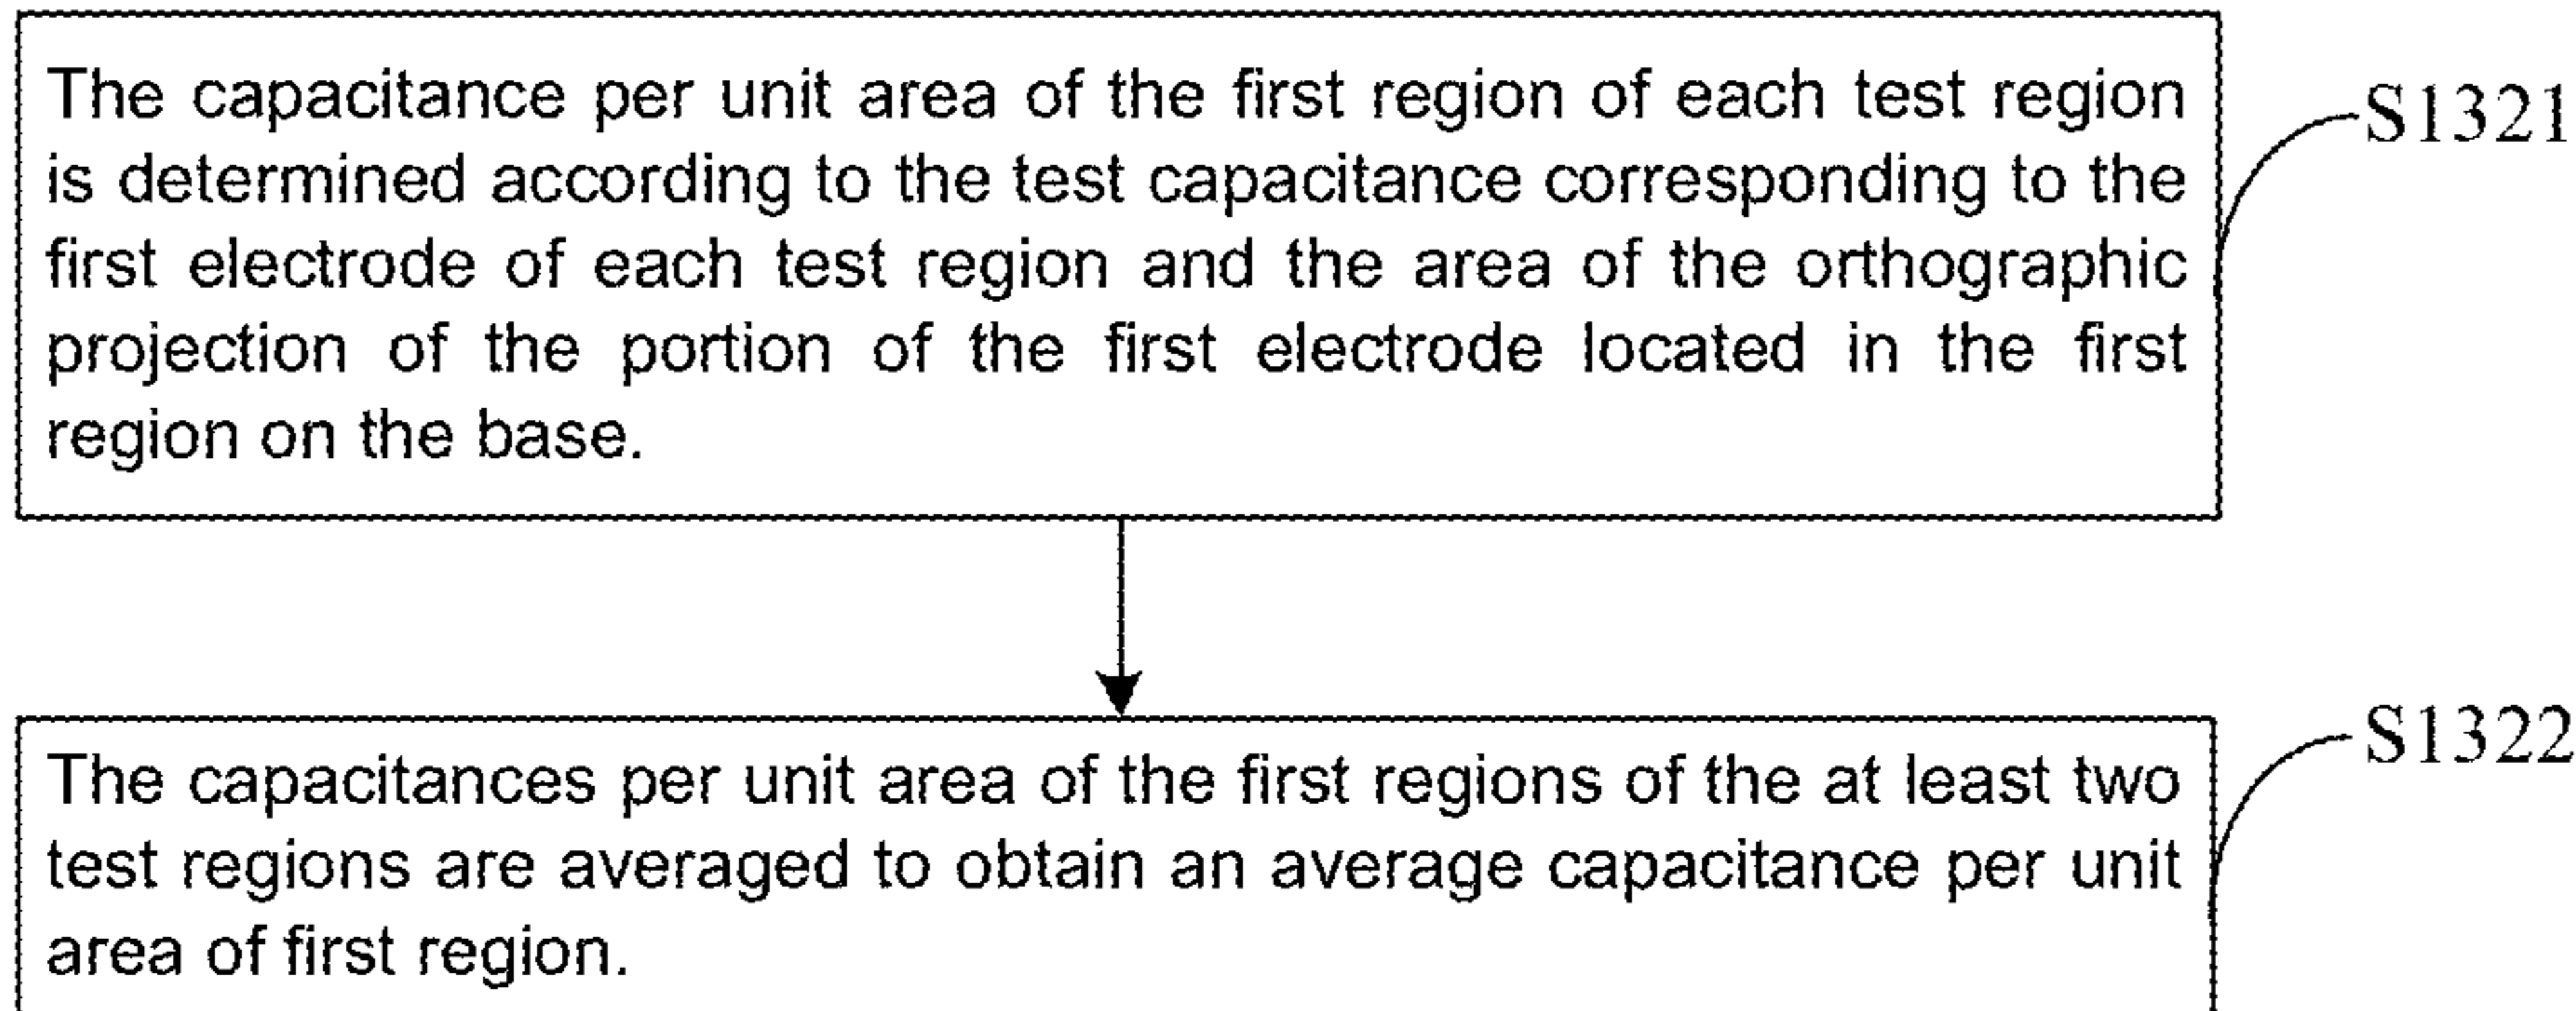 The capacitance per unit area of the first region of each test region
is determined according to the test capacitance corresponding to the
first electrode of each test region and the area of the orthographic
projection of the portion of the first electrode located in the first
region on the base.
S1321
The capacitances per unit area of the first regions of the at least two
test regions are averaged to obtain an average capacitance per unit
area of first region.
S1322